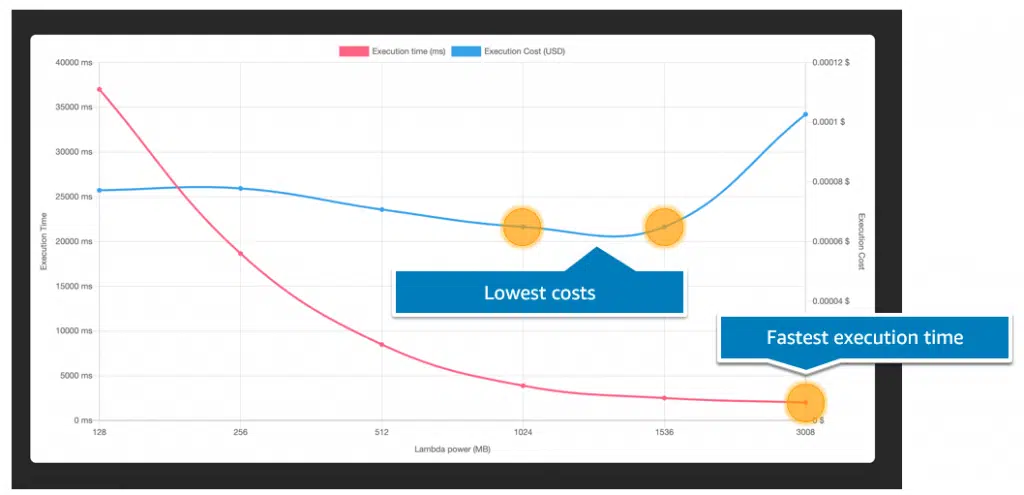 Execution time (ms) Execution Cost (USD)
40000 ms
35000 ms
30000 ms
25000 ms
20000 ms
15000 ms
10000 ms
5000 ms
0 ms
Execution Time
0.00012 $
0.0001 $
0.00008 $
0.00006 $
0.00004 $
0 $
Execution Cost
Lowest costs
Fastest execution time
128 256 512 1024 1536 3008
Lambda power (MB)